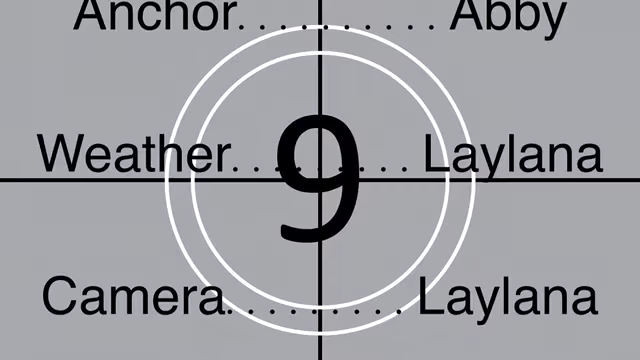 Anchor. . . . . . . . . . Abby
Weather. . . . . . . . . . Laylana
9
Camera. . . . . . . . . . Laylana